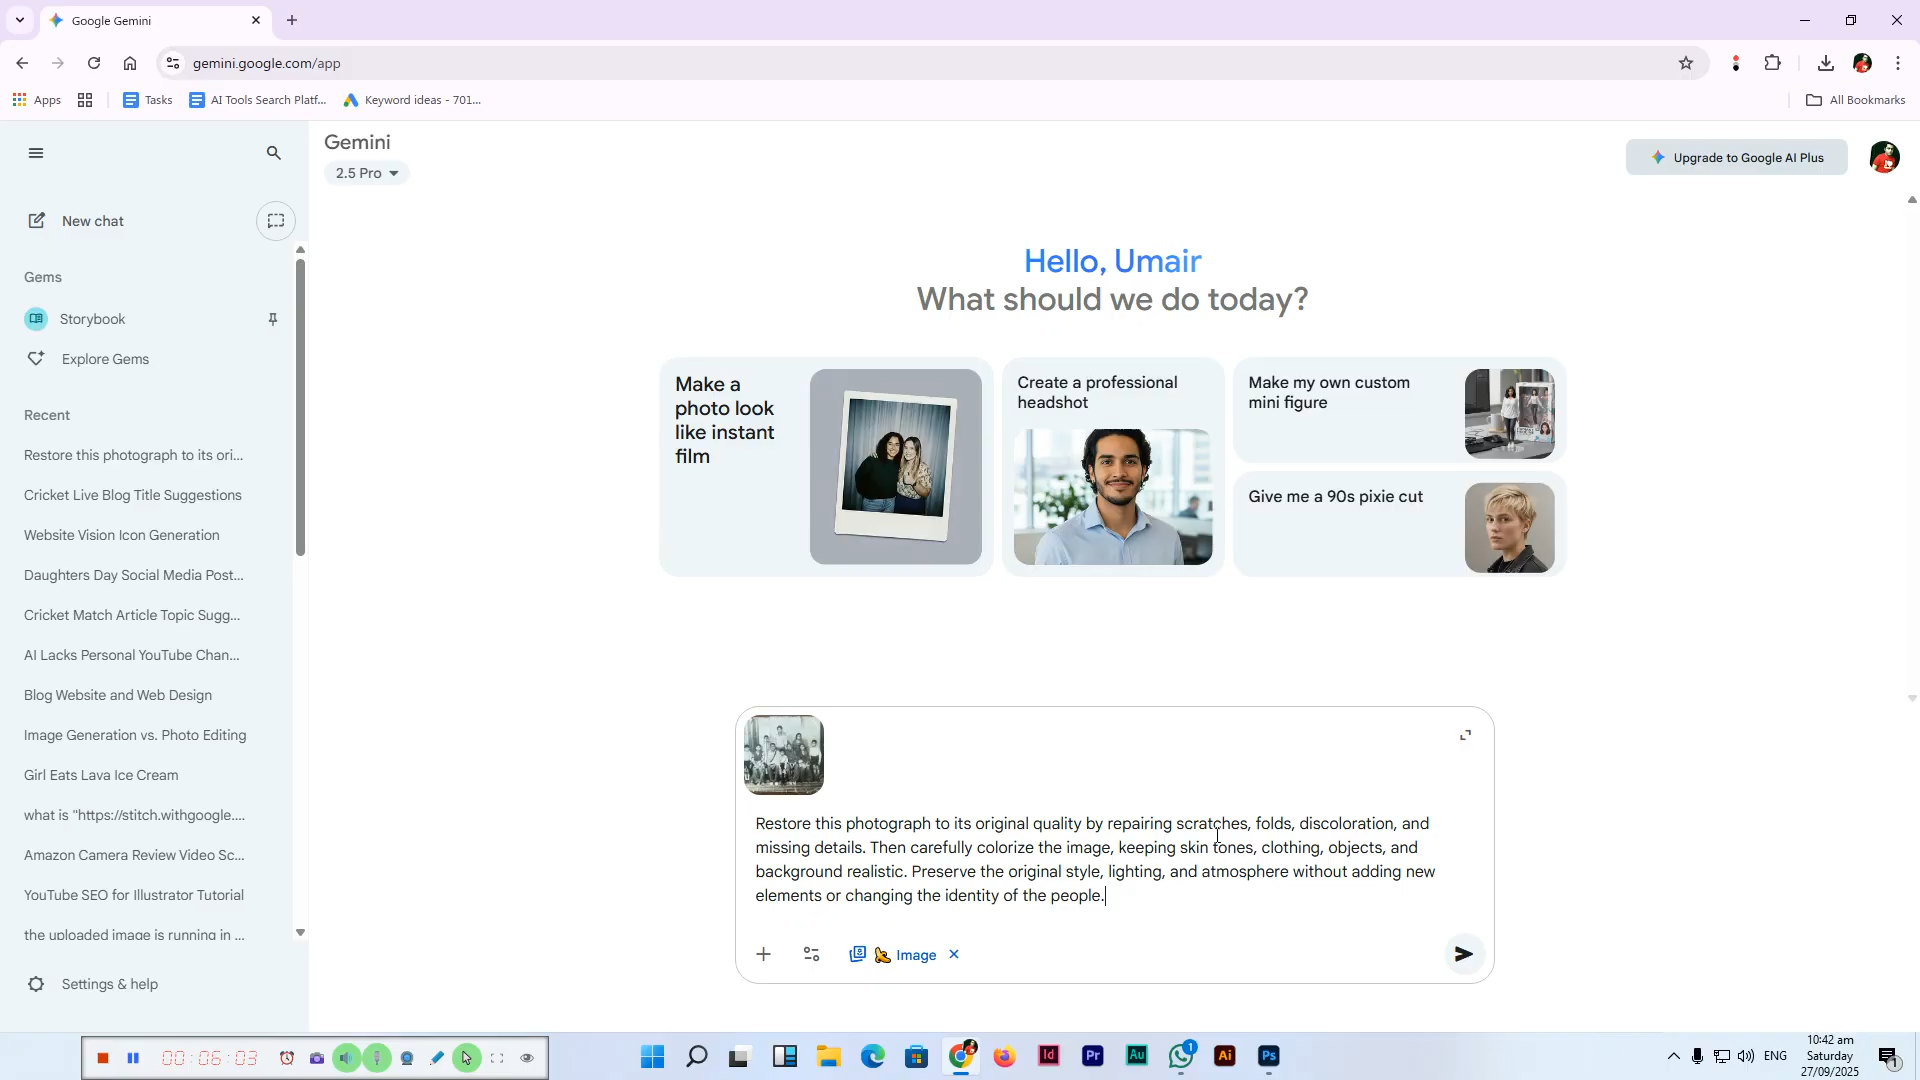 Google Gemini
gemini.google.com/app
Apps
Tasks
AI Tools Search Platf...
Keyword ideas - 701...
All Bookmarks
Gemini
2.5 Pro
Upgrade to Google AI Plus
New chat
Gems
Storybook
Explore Gems
Recent
Restore this photograph to its ori...
Cricket Live Blog Title Suggestions
Website Vision Icon Generation
Daughters Day Social Media Post...
Cricket Match Article Topic Sugg...
AI Lacks Personal YouTube Chan...
Blog Website and Web Design
Image Generation vs. Photo Editing
Girl Eats Lava Ice Cream
what is "https://stitch.withgoogle....
Amazon Camera Review Video Sc...
YouTube SEO for Illustrator Tutorial
the uploaded image is running in ...
Settings & help
Hello, Umair
What should we do today?
Make a
photo look
like instant
film
Create a professional
headshot
Make my own custom
mini figure
Give me a 90s pixie cut
Restore this photograph to its original quality by repairing scratches, folds, discoloration, and
missing details. Then carefully colorize the image, keeping skin tones, clothing, objects, and
background realistic. Preserve the original style, lighting, and atmosphere without adding new
elements or changing the identity of the people.
Image
00:06:03
Id
Pr
Au
1
Ai
Ps
ENG
10:42 am
Saturday
27/09/2025
1